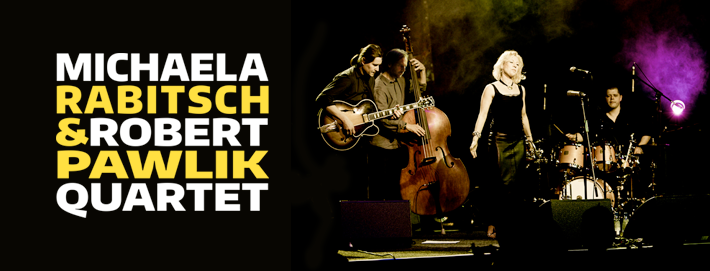 MICHAELA
RABITSCH
&ROBERT
PAWLIK
QUARTET